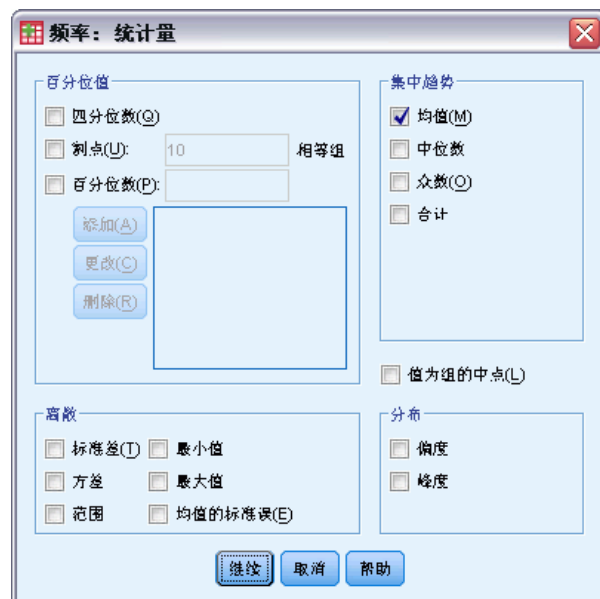 频率：统计量
百分位值
四分位数(Q)
割点(U): 10 相等组
百分位数(P):
添加(A)
更改(C)
删除(R)
集中趋势
均值(M)
中位数
众数(O)
合计
值为组的中点(L)
离散
标准差(T) 最小值
方差 最大值
范围 均值的标准误(E)
分布
偏度
峰度
继续 取消 帮助